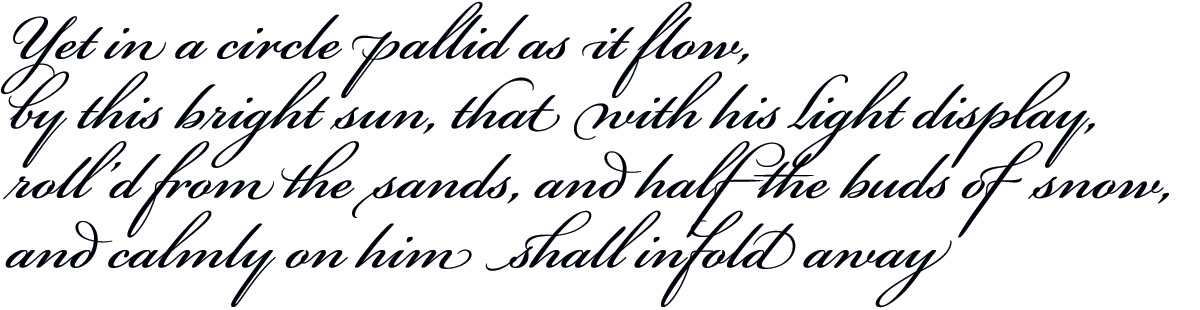 Yet in a circle pallid as it flow,
by this bright sun, that with his light display,
roll'd from the sands, and half the buds of snow,
and calmly on him shall infold away